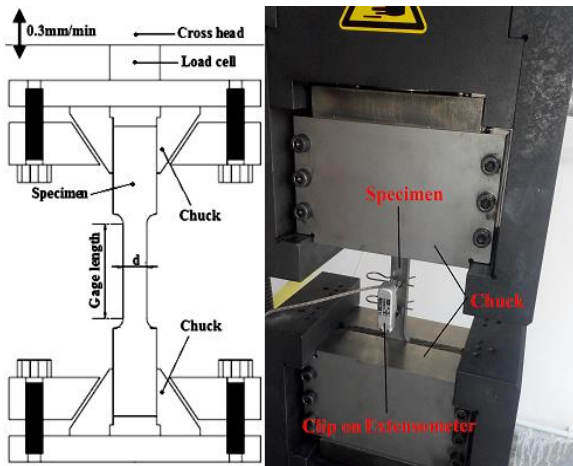 0.3mm/min
Cross head
Load cell
Specimen
Chuck
Gage length
d
Chuck
Specimen
Chuck
Clip on Extensometer